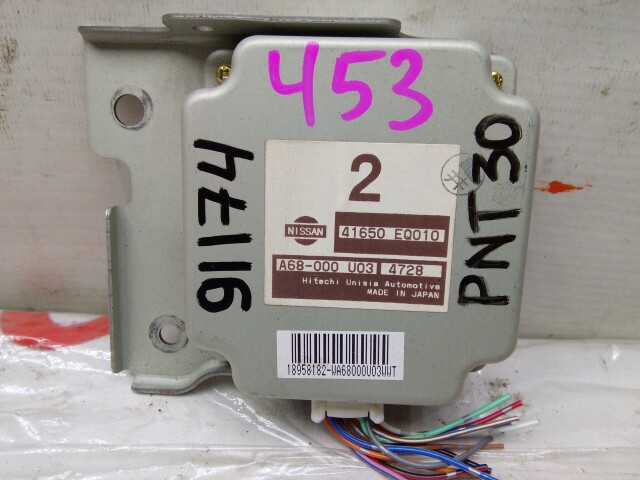 453
91174
2
NISSAN
41650 EQ010
A68-000 U03 4728
Hitachi Unisia Automotive
MADE IN JAPAN
PNT30
18958182-WA68000U03WWT